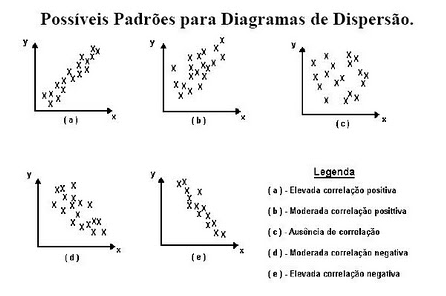 Possíveis Padrões para Diagramas de Dispersão.
y
x
( a )
y
x
( b )
y
x
( c )
y
x
( d )
y
x
( e )
Legenda
( a ) - Elevada correlação positiva
( b ) - Moderada correlação posittiva
( c ) - Ausência de correlação
( d ) - Moderada correlação negativa
( e ) - Elevada correlação negativa